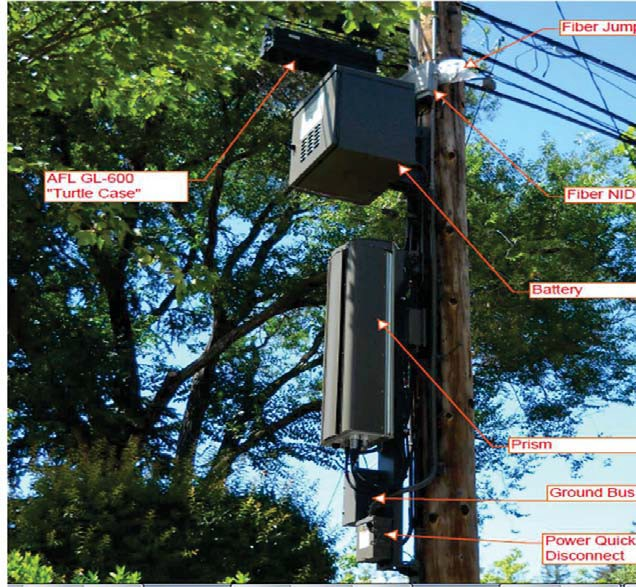 Fiber Jump
AFL GL-600
"Turtle Case"
Fiber NID
Battery
Prism
Ground Bus
Power Quick
Disconnect